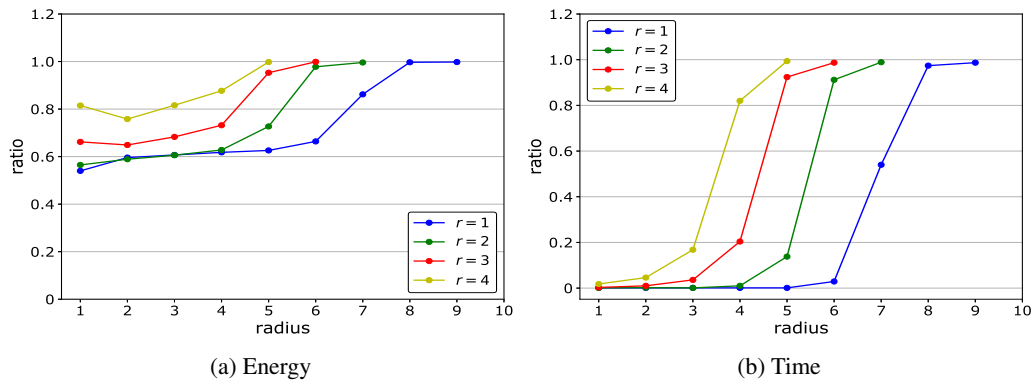 1.2
1.0
0.8
0.6
0.4
0.2
0
ratio
1 2 3 4 5 6 7 8 9 10
radius
r = 1
r = 2
r = 3
r = 4
(a) Energy
1.2
1.0
0.8
0.6
0.4
0.2
0
ratio
r = 1
r = 2
r = 3
r = 4
1 2 3 4 5 6 7 8 9 10
radius
(b) Time